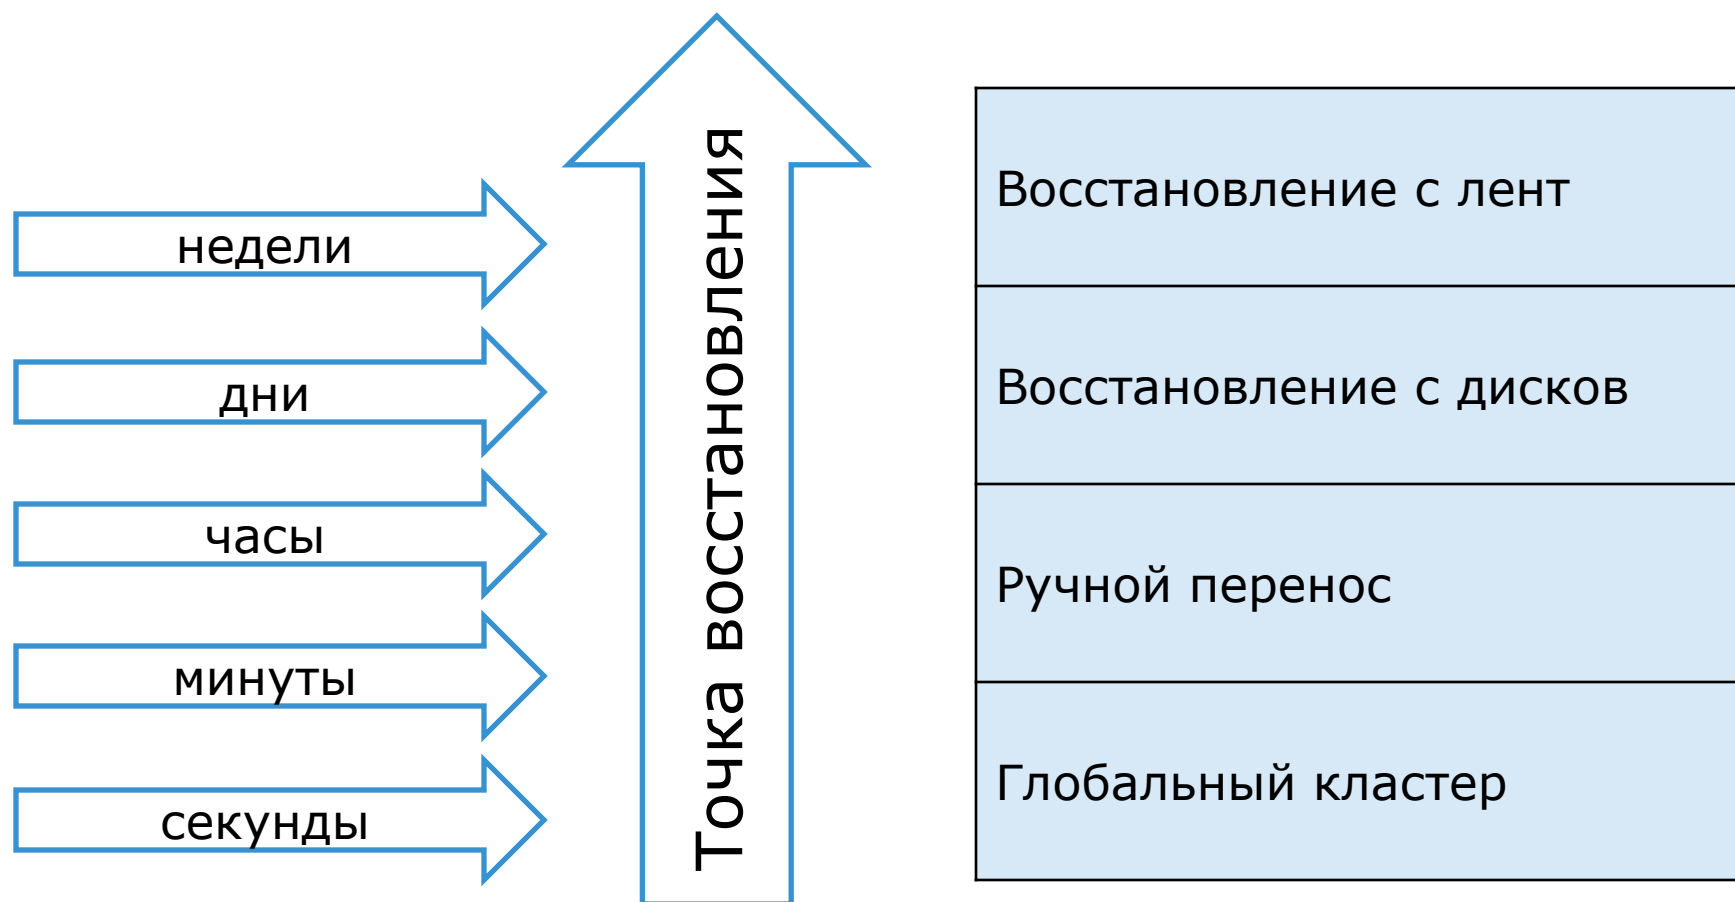 недели
дни
часы
минуты
секунды
Точка восстановления
Восстановление с лент
Восстановление с дисков
Ручной перенос
Глобальный кластер